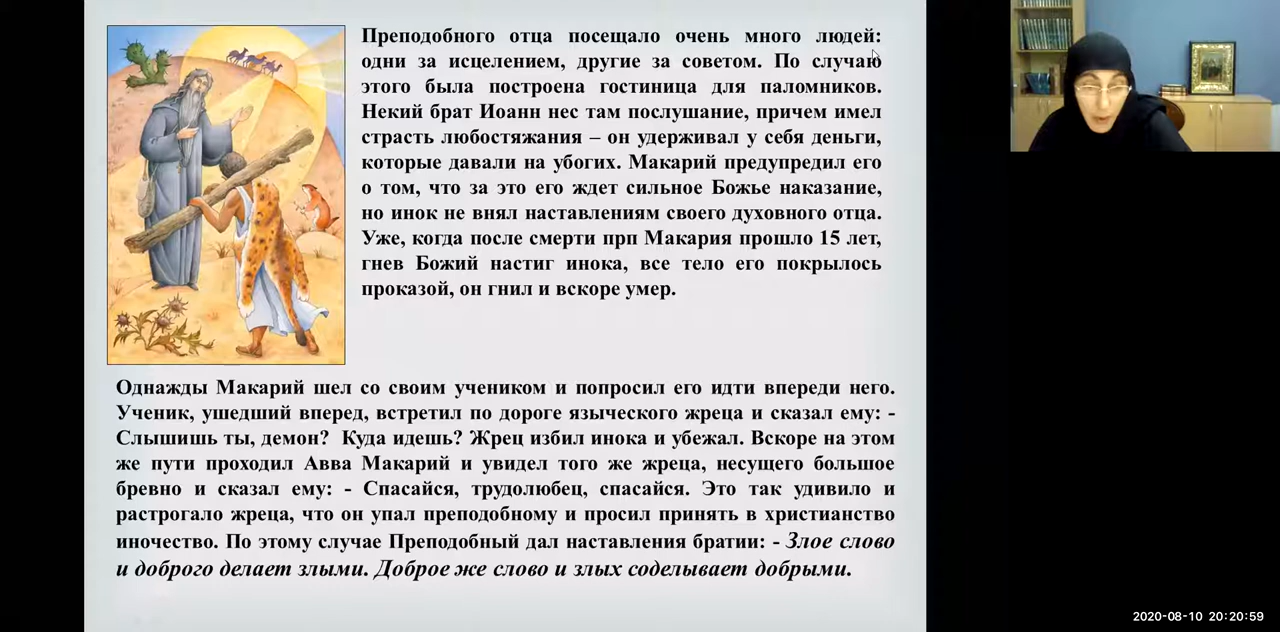 Преподобного отца посещало очень много людей:
одни за исцелением, другие за советом. По случаю
этого была построена гостиница для паломников.
Некий брат Иоанн нес там послушание, причем имел
страсть любостяжания – он удерживал у себя деньги,
которые давали на убогих. Макарий предупредил его
о том, что за это его ждет сильное Божье наказание,
но инок не внял наставлениям своего духовного отца.
Уже, когда после смерти прп Макария прошло 15 лет,
гнев Божий настиг инока, все тело его покрылось
проказой, он гнил и вскоре умер.
Однажды Макарий шел со своим учеником и попросил его идти впереди него.
Ученик, ушедший вперед, встретил по дороге языческого жреца и сказал ему: -
Слышишь ты, демон? Куда идешь? Жрец избил инока и убежал. Вскоре на этом
же пути проходил Авва Макарий и увидел того же жреца, несущего большое
бревно и сказал ему: - Спасайся, трудолюбец, спасайся. Это так удивило и
растрогало жреца, что он упал преподобному и просил принять в христианство
иночество. По этому случае Преподобный дал наставления братии: - Злое слово
и доброго делает злыми. Доброе же слово и злых соделывает добрыми.
2020-08-10 20:20:59